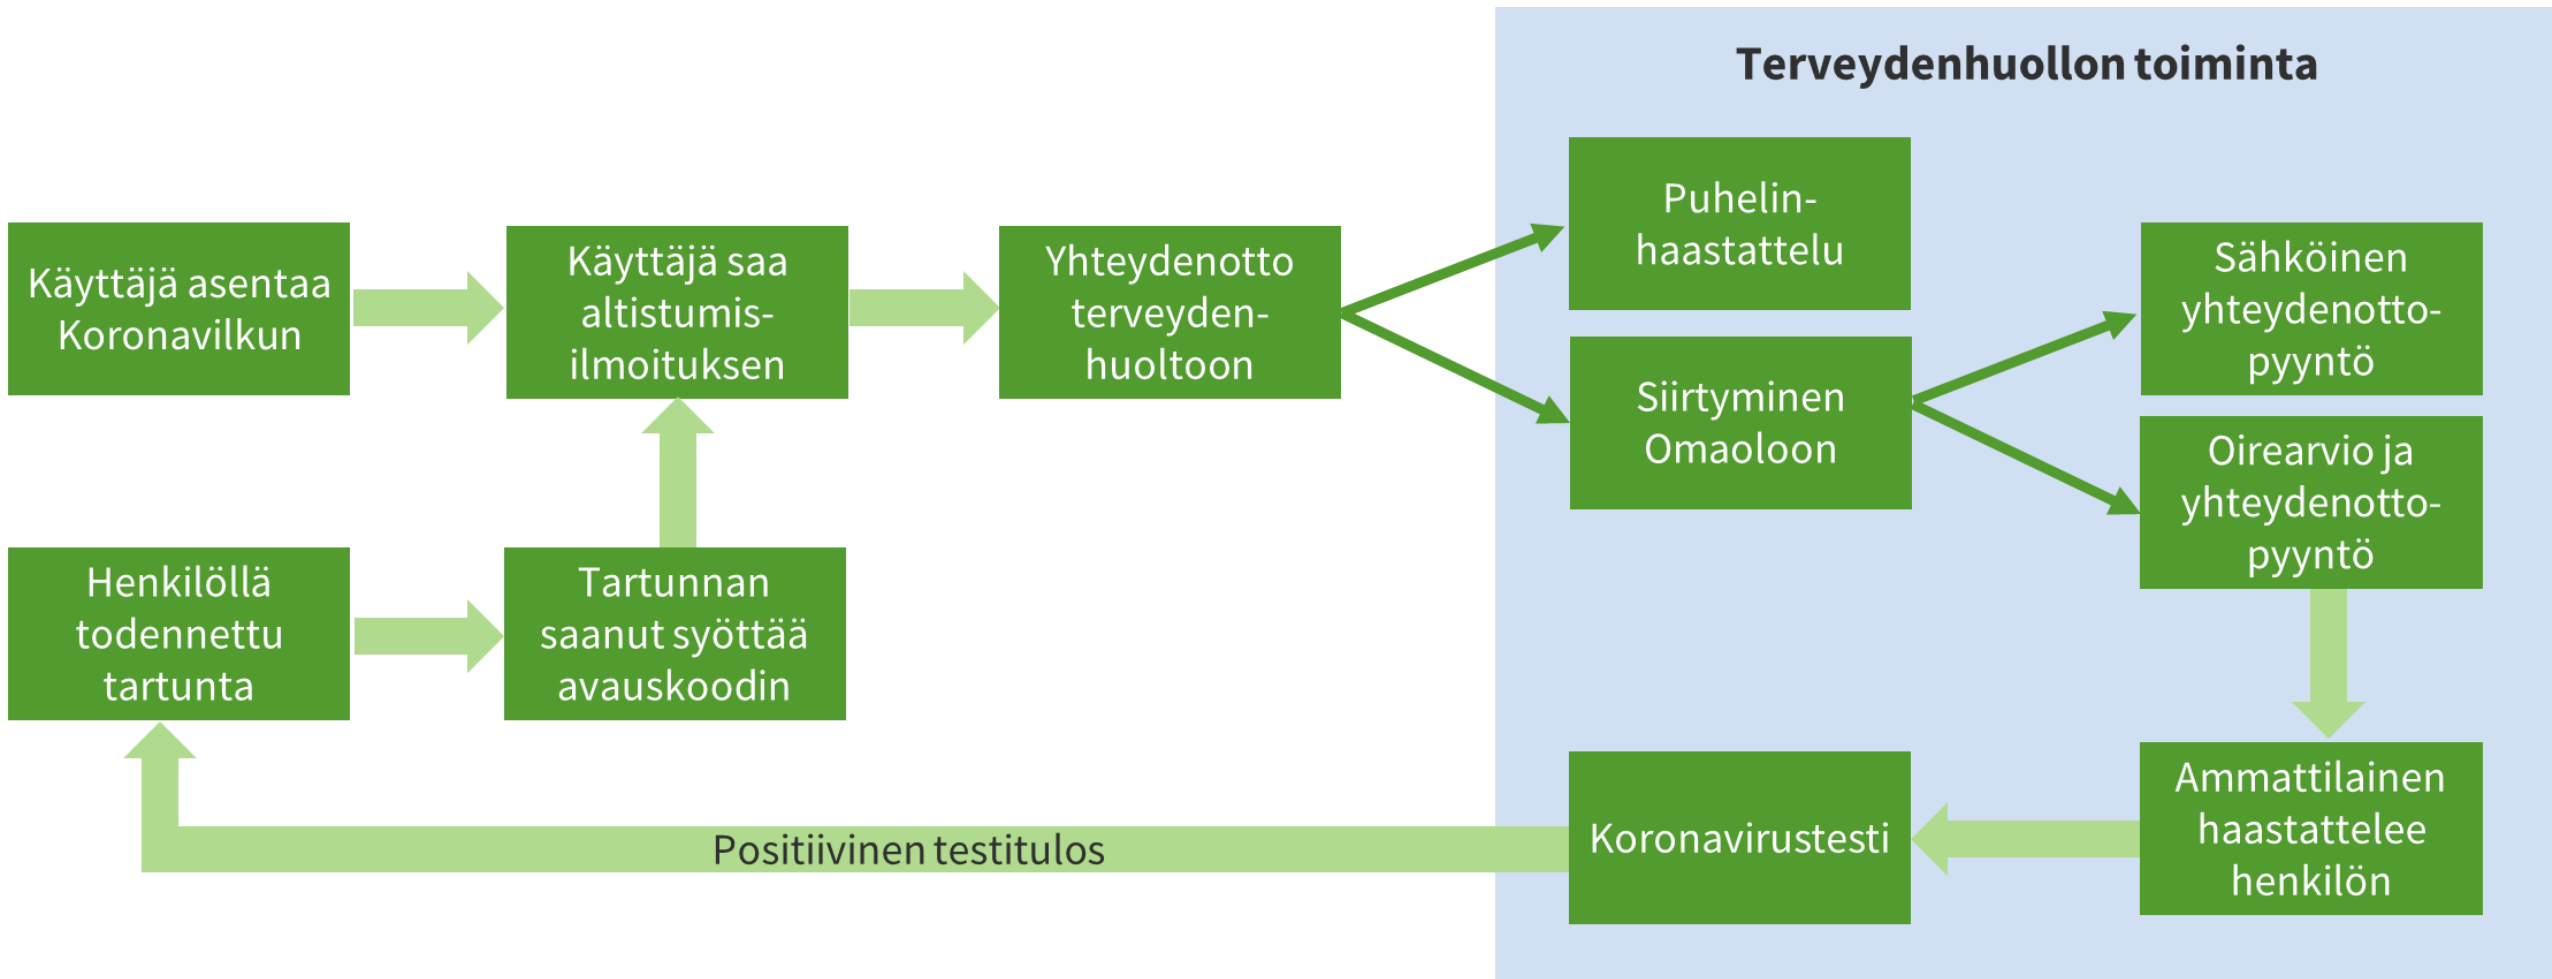 Terveydenhuollon toiminta
Käyttäjä asentaa
Koronavilkun
Käyttäjä saa
altistumis-
ilmoituksen
Yhteydenotto
terveyden-
huoltoon
Puhelin-
haastattelu
Siirtyminen
Omaoloon
Sähköinen
yhteydenotto-
pyyntö
Oirearvio ja
yhteydenotto-
pyyntö
Henkilöllä
todennettu
tartunta
Tartunnan
saanut syöttää
avauskoodin
Positiivinen testitulos
Koronavirustesti
Ammattilainen
haastattelee
henkilön